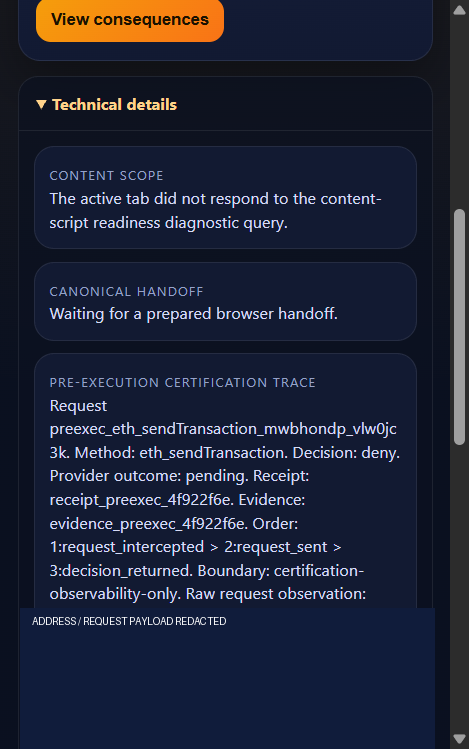 View consequences
▼ Technical details
CONTENT SCOPE
The active tab did not respond to the content-
script readiness diagnostic query.
CANONICAL HANDOFF
Waiting for a prepared browser handoff.
PRE-EXECUTION CERTIFICATION TRACE
Request
preexec_eth_sendTransaction_mwbhondp_vlw0jc
3k. Method: eth_sendTransaction. Decision: deny.
Provider outcome: pending. Receipt:
receipt_preexec_4f922f6e. Evidence:
evidence_preexec_4f922f6e. Order:
1:request_intercepted > 2:request_sent >
3:decision_returned. Boundary: certification-
observability-only. Raw request observation:
ADDRESS / REQUEST PAYLOAD REDACTED